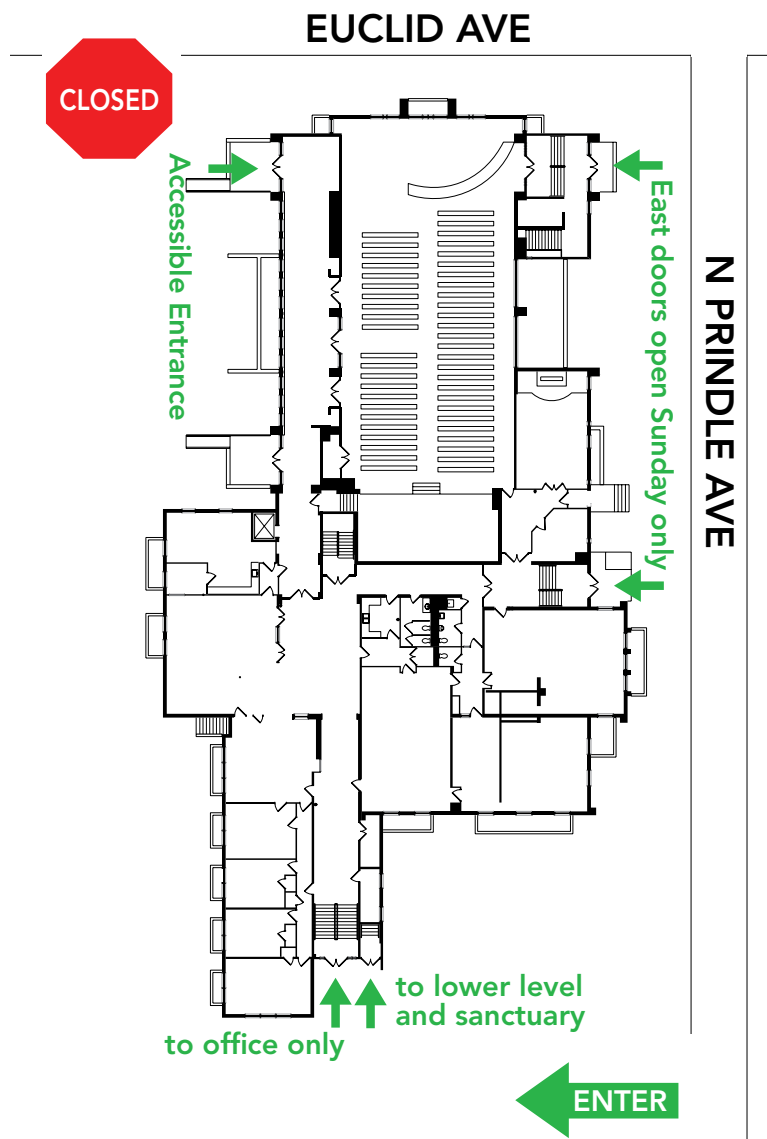 EUCLID AVE
CLOSED
Accessible Entrance
East doors open Sunday only
N PRINDLE AVE
to lower level
and sanctuary
to office only
ENTER